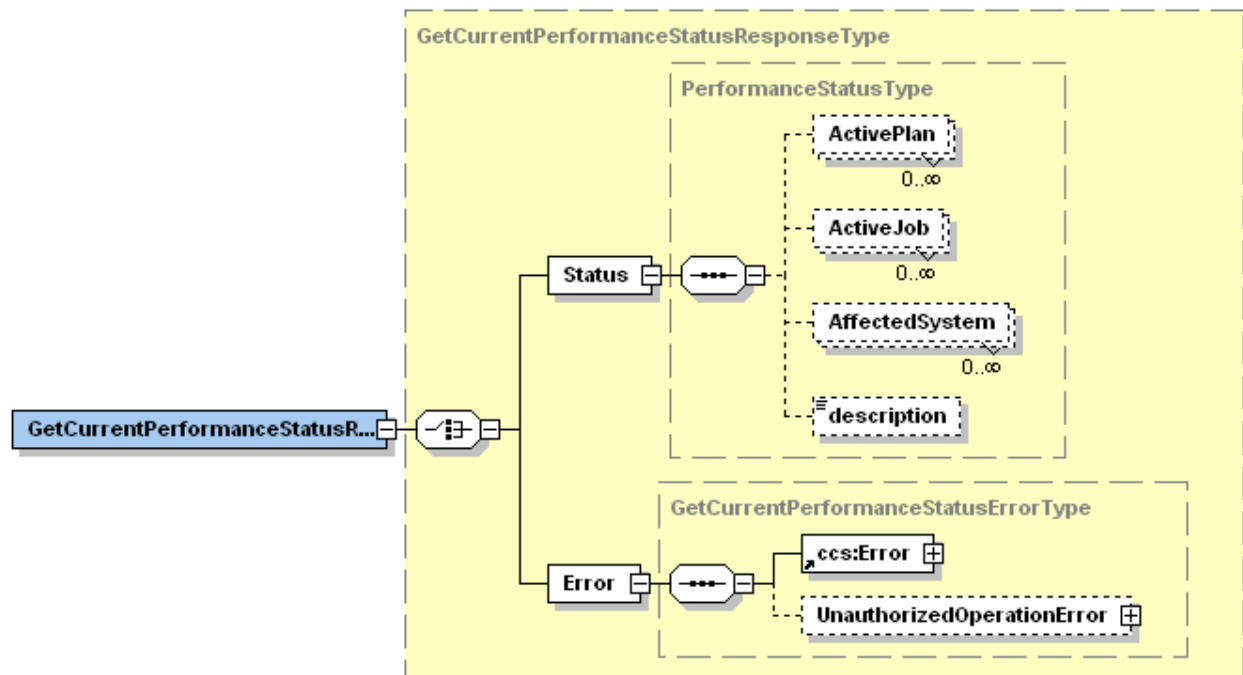 GetCurrentPerformanceStatusResponseType
PerformanceStatusType
ActivePlan
0..∞
ActiveJob
0..∞
Status
AffectedSystem
0..∞
description
GetCurrentPerformanceStatusR...
GetCurrentPerformanceStatusErrorType
ccs:Error
Error
UnauthorizedOperationError